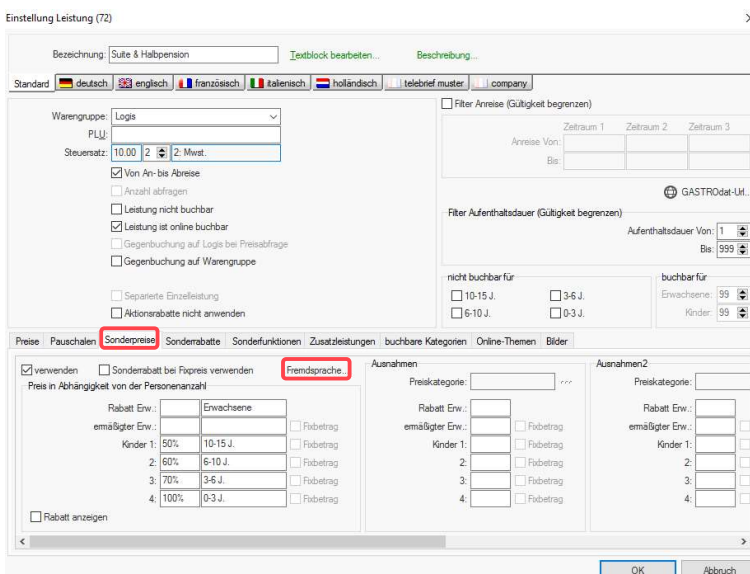 Einstellung Leistung (72)
Bezeichnung: Suite & Halbpension Textblock bearbeiten... Beschreibung...
Standard deutsch englisch französisch italienisch holländisch telebrief muster company
Warengruppe: Logis
PLU:
Steuersatz: 10.00 2 2: Mwst.
Von An- bis Abreise
Anzahl abfragen
Leistung nicht buchbar
Leistung ist online buchbar
Gegenbuchung auf Logis bei Preisabfrage
Gegenbuchung auf Warengruppe
Separierte Einzelleistung
Aktionsrabatte nicht anwenden
Filter Anreise (Gültigkeit begrenzen)
Zeitraum 1 Zeitraum 2 Zeitraum 3
Anreise Von:
Bis:
GASTROdat-Url...
Filter Aufenthaltsdauer (Gültigkeit begrenzen)
Aufenthaltsdauer Von: 1
Bis: 999
nicht buchbar für
10-15 J. 3-6 J.
6-10 J. 0-3 J.
buchbar für
Erwachsene: 99
Kinder: 99
Preise Pauschalen Sonderpreise Sonderrabatte Sonderfunktionen Zusatzleistungen buchbare Kategorien Online-Themen Bilder
verwenden Sonderrabatt bei Fixpreis verwenden Fremdsprache...
Preis in Abhängigkeit von der Personenanzahl
Rabatt Erw.: Erwachsene
ermäßigter Erw.: Fixbetrag
Kinder 1: 50% 10-15 J. Fixbetrag
2: 60% 6-10 J. Fixbetrag
3: 70% 3-6 J. Fixbetrag
4: 100% 0-3 J. Fixbetrag
Rabatt anzeigen
Ausnahmen
Preiskategorie: ...
Rabatt Erw.:
ermäßigter Erw.: Fixbetrag
Kinder 1: Fixbetrag
2: Fixbetrag
3: Fixbetrag
4: Fixbetrag
Ausnahmen2
Preiskategorie:
Rabatt Erw.:
ermäßigter Erw.:
Kinder 1:
2:
3:
4:
OK Abbruch